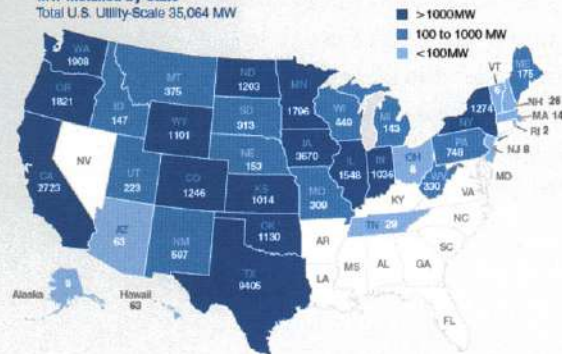 Total U.S. Utility-Scale 35,064 MW
>1000MW
100 to 1000 MW
<100MW
WA
1908
OR
1821
CA
2723
NV
ID
147
MT
375
WY
1101
UT
223
AZ
63
CO
1246
NM
597
ND
1203
SD
313
NE
153
KS
1014
OK
1130
TX
9405
MN
1796
IA
3670
MO
309
AR
LA
WI
449
IL
1548
MI
143
IN
1036
OH
KY
TN 29
MS
AL
GA
FL
SC
NC
VA
WV
330
PA
748
NY
1274
VT
6
ME
175
NH 26
MA 14
RI 2
NJ 8
MD
Alaska
Hawaii
63